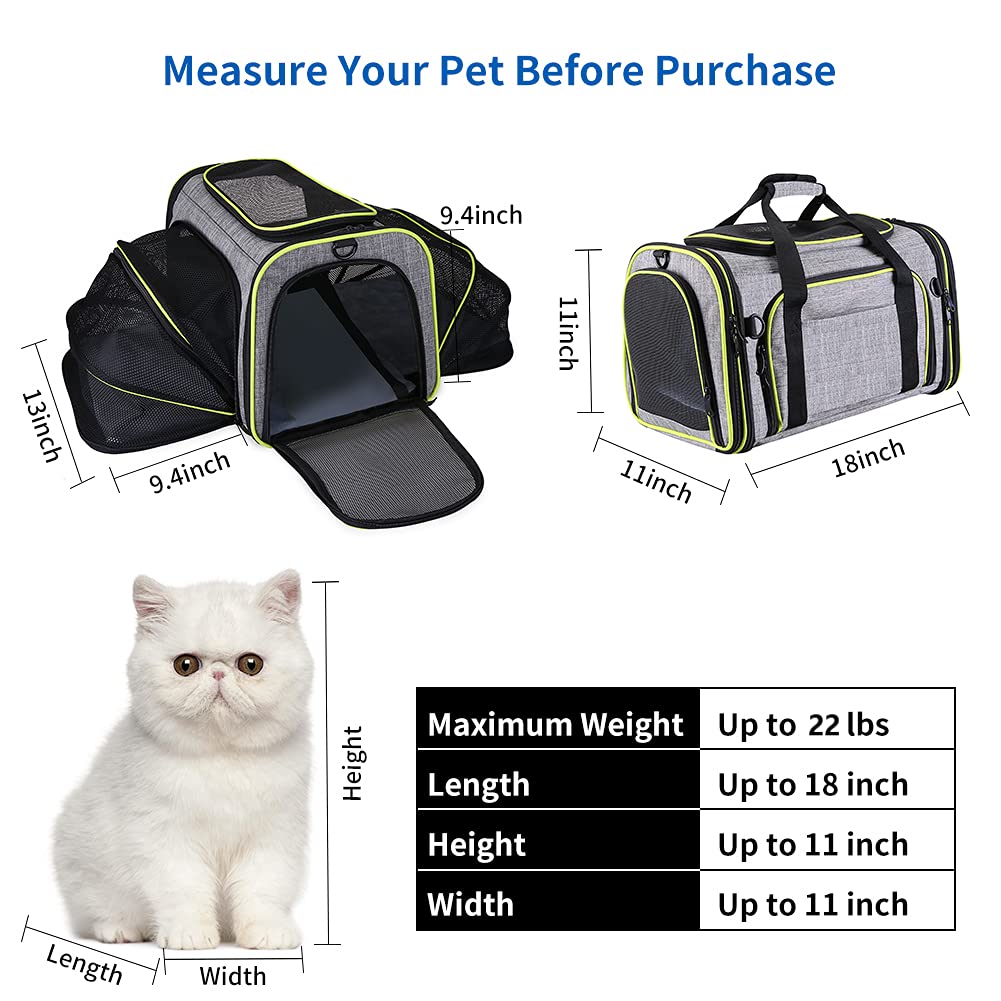 Measure Your Pet Before Purchase
9.4inch
13inch
9.4inch
11inch
11inch
18inch
Height
Length
Width
Maximum Weight Up to 22 lbs
Length Up to 18 inch
Height Up to 11 inch
Width Up to 11 inch